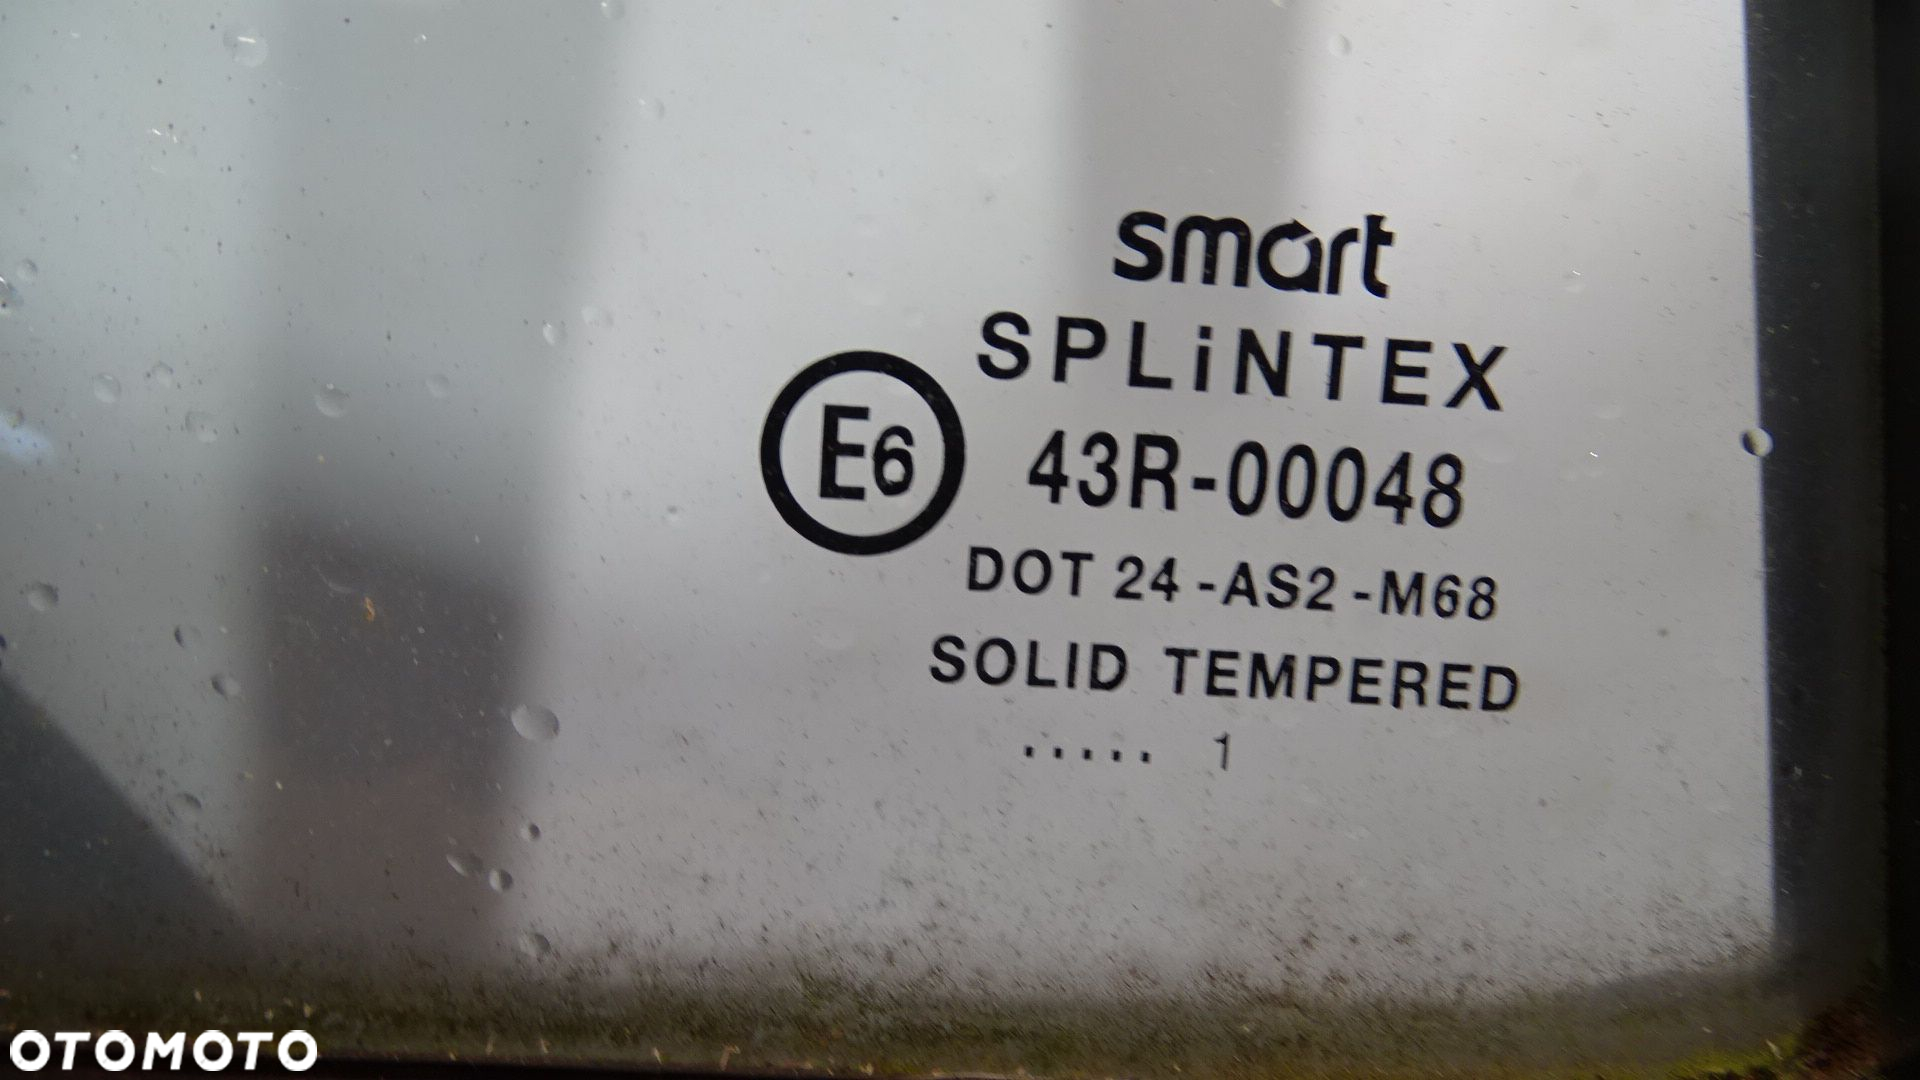 smart
SPLiNTEX
E6
43R-00048
DOT 24-AS2-M68
SOLID TEMPERED
..... 1
OTOMOTO